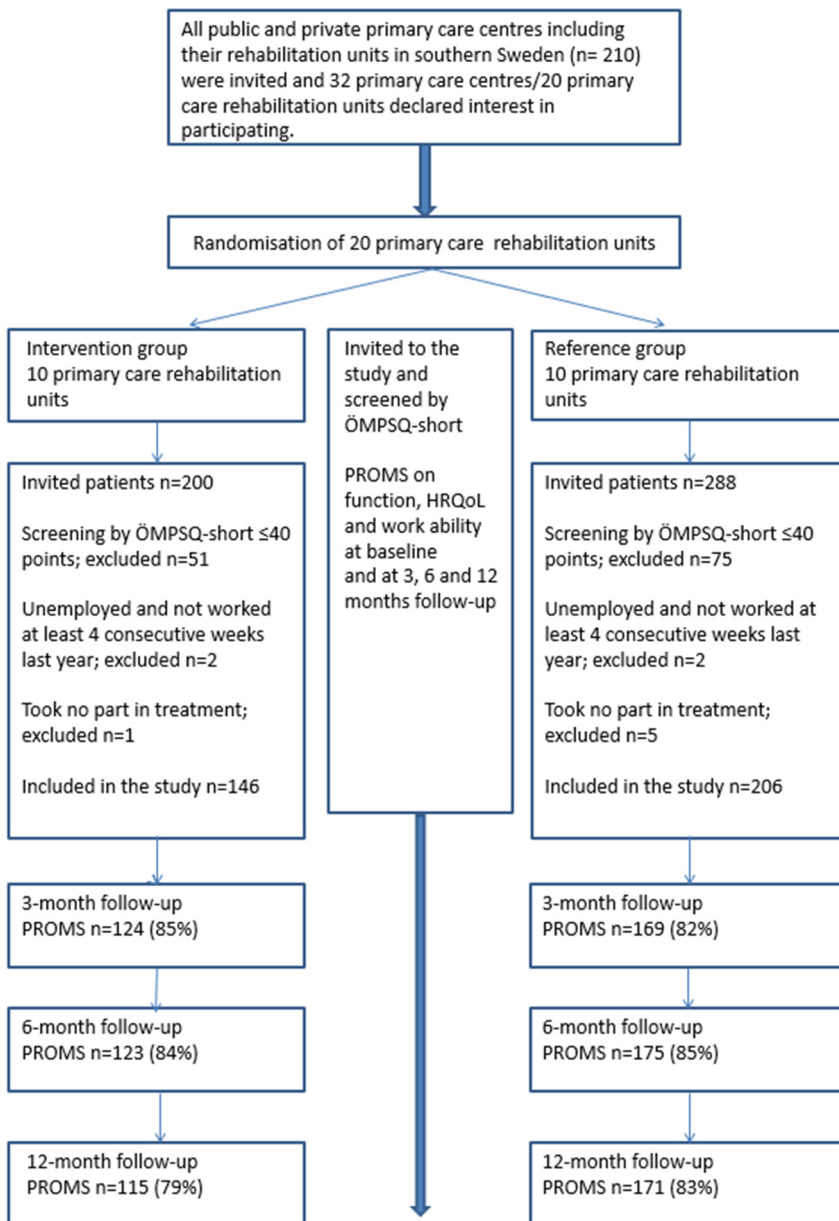 All public and private primary care centres including
their rehabilitation units in southern Sweden (n= 210)
were invited and 32 primary care centres/20 primary
care rehabilitation units declared interest in
participating.
Randomisation of 20 primary care rehabilitation units
Intervention group
10 primary care rehabilitation
units
Invited to the
study and
screened by
ÖMPSQ-short
PROMS on
function, HRQoL
and work ability
at baseline
and at 3, 6 and 12
months follow-up
Reference group
10 primary care rehabilitation
units
Invited patients n=200
Screening by ÖMPSQ-short ≤40
points; excluded n=51
Unemployed and not worked
at least 4 consecutive weeks
last year; excluded n=2
Took no part in treatment;
excluded n=1
Included in the study n=146
Invited patients n=288
Screening by ÖMPSQ-short ≤40
points; excluded n=75
Unemployed and not worked
at least 4 consecutive weeks
last year; excluded n=2
Took no part in treatment;
excluded n=5
Included in the study n=206
3-month follow-up
PROMS n=124 (85%)
3-month follow-up
PROMS n=169 (82%)
6-month follow-up
PROMS n=123 (84%)
6-month follow-up
PROMS n=175 (85%)
12-month follow-up
PROMS n=115 (79%)
12-month follow-up
PROMS n=171 (83%)